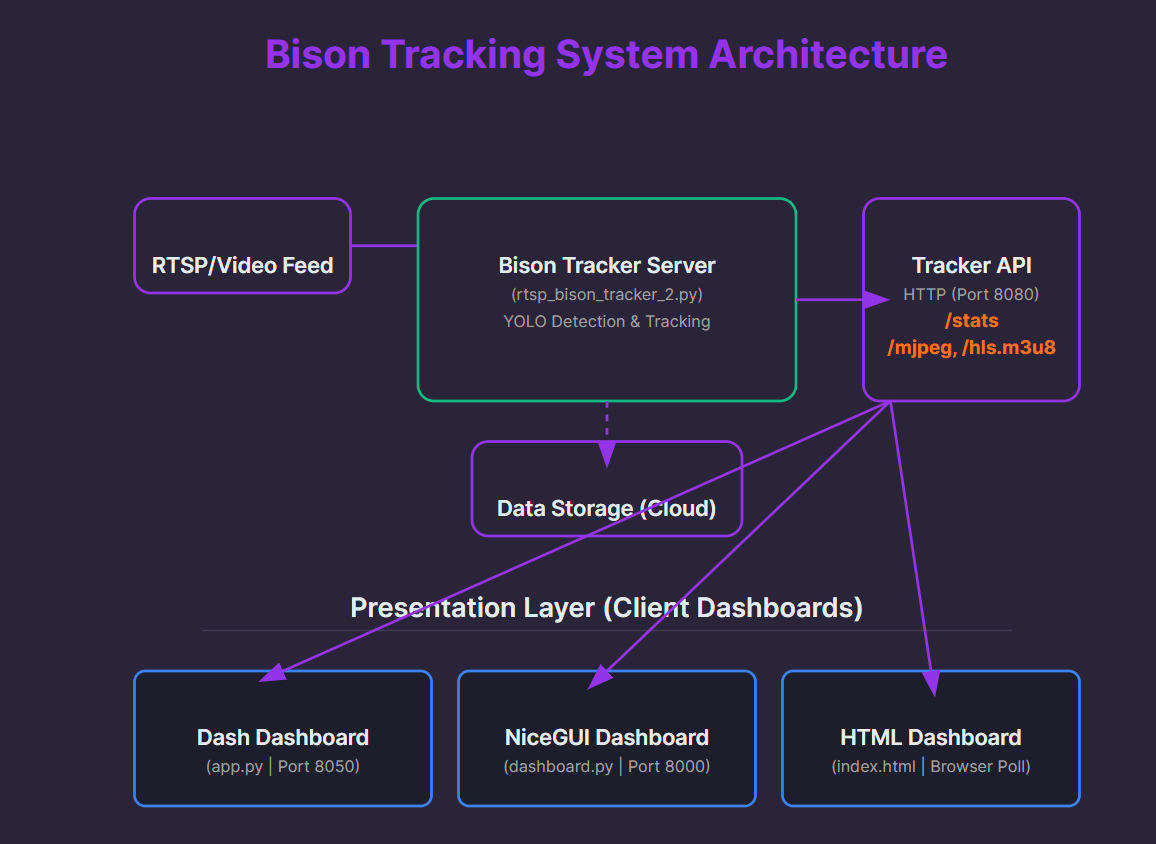 Bison Tracking System Architecture
RTSP/Video Feed
Bison Tracker Server
(rtsp_bison_tracker_2.py)
YOLO Detection & Tracking
Tracker API
HTTP (Port 8080)
/stats
/mjpeg, /hls.m3u8
Data Storage (Cloud)
Presentation Layer (Client Dashboards)
Dash Dashboard
(app.py | Port 8050)
NiceGUI Dashboard
(dashboard.py | Port 8000)
HTML Dashboard
(index.html | Browser Poll)